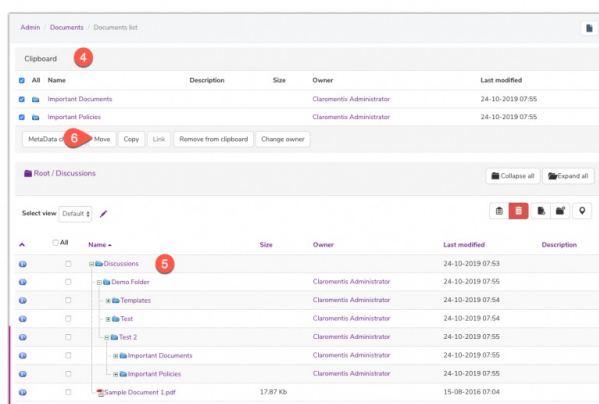 Admin / Documents / Documents list
Clipboard 4
All Name Description Size Owner Last modified
Important Documents Claromentis Administrator 24-10-2019 07:55
Important Policies Claromentis Administrator 24-10-2019 07:55
MetaData 6 Move Copy Link Remove from clipboard Change owner
Root / Discussions Collapse all Expand all
Select view Default
All Name Size Owner Last modified Description
Discussions 5 24-10-2019 07:53
Demo Folder Claromentis Administrator 24-10-2019 07:55
Templates Claromentis Administrator 24-10-2019 07:54
Test Claromentis Administrator 24-10-2019 07:54
Test 2 Claromentis Administrator 24-10-2019 07:55
Important Documents Claromentis Administrator 24-10-2019 07:55
Important Policies Claromentis Administrator 24-10-2019 07:55
Sample Document 1.pdf 17.87 Kb 15-08-2016 07:04